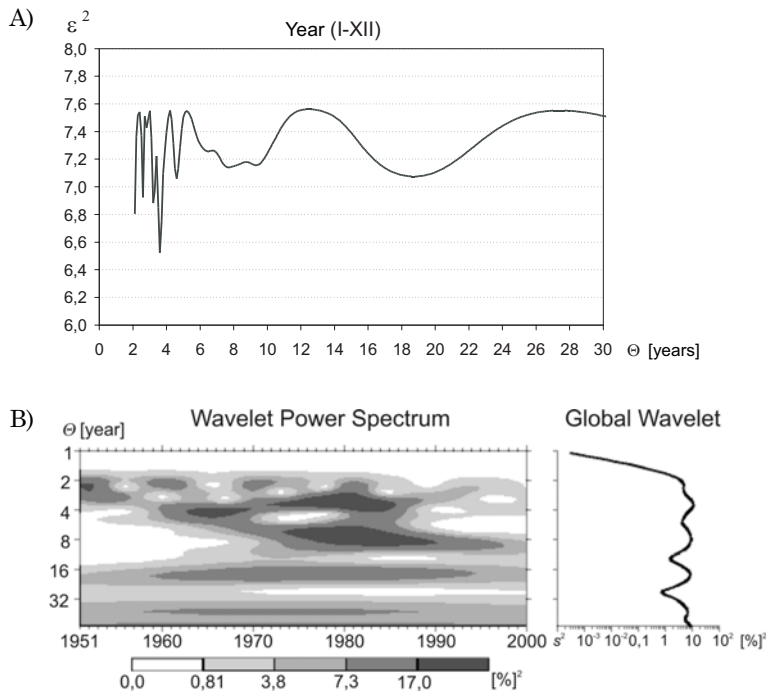 A)
ε²
Year (I-XII)
8,0
7,8
7,6
7,4
7,2
7,0
6,8
6,6
6,4
6,2
6,0
0 2 4 6 8 10 12 14 16 18 20 22 24 26 28 30 Θ [years]
B)
Wavelet Power Spectrum
Global Wavelet
Θ [year]
1
2
4
8
16
32
1951 1960 1970 1980 1990 2000
s² 10⁻³ 10⁻² 0,1 1 10 10² [%]²
0,0 0,81 3,8 7,3 17,0 [%]²